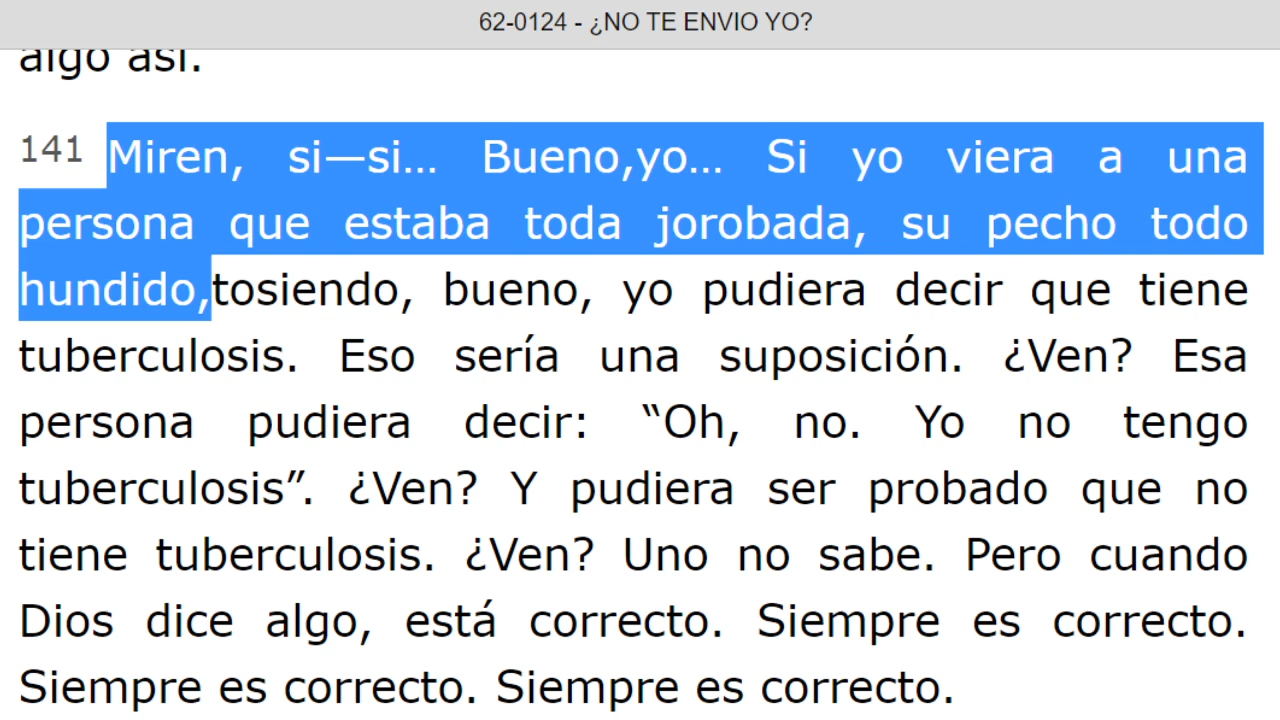 62-0124 - ¿NO TE ENVIO YO?
algo así.
141 Miren, si—si… Bueno,yo… Si yo viera a una
persona que estaba toda jorobada, su pecho todo
hundido,tosiendo, bueno, yo pudiera decir que tiene
tuberculosis. Eso sería una suposición. ¿Ven? Esa
persona pudiera decir: “Oh, no. Yo no tengo
tuberculosis”. ¿Ven? Y pudiera ser probado que no
tiene tuberculosis. ¿Ven? Uno no sabe. Pero cuando
Dios dice algo, está correcto. Siempre es correcto.
Siempre es correcto. Siempre es correcto.